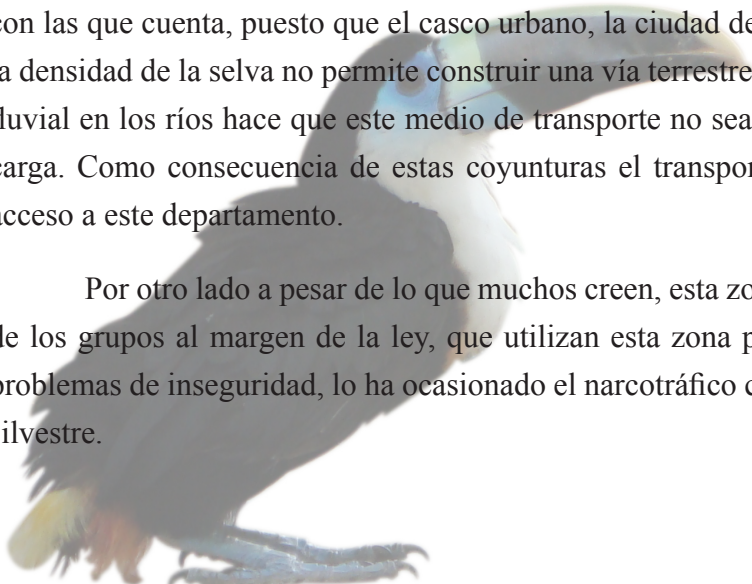 con las que cuenta, puesto que el casco urbano, la ciudad de
a densidad de la selva no permite construir una vía terrestre
fluvial en los ríos hace que este medio de transporte no sea
carga. Como consecuencia de estas coyunturas el transpor
acceso a este departamento.
Por otro lado a pesar de lo que muchos creen, esta zo
de los grupos al margen de la ley, que utilizan esta zona p
problemas de inseguridad, lo ha ocasionado el narcotráfico c
silvestre.